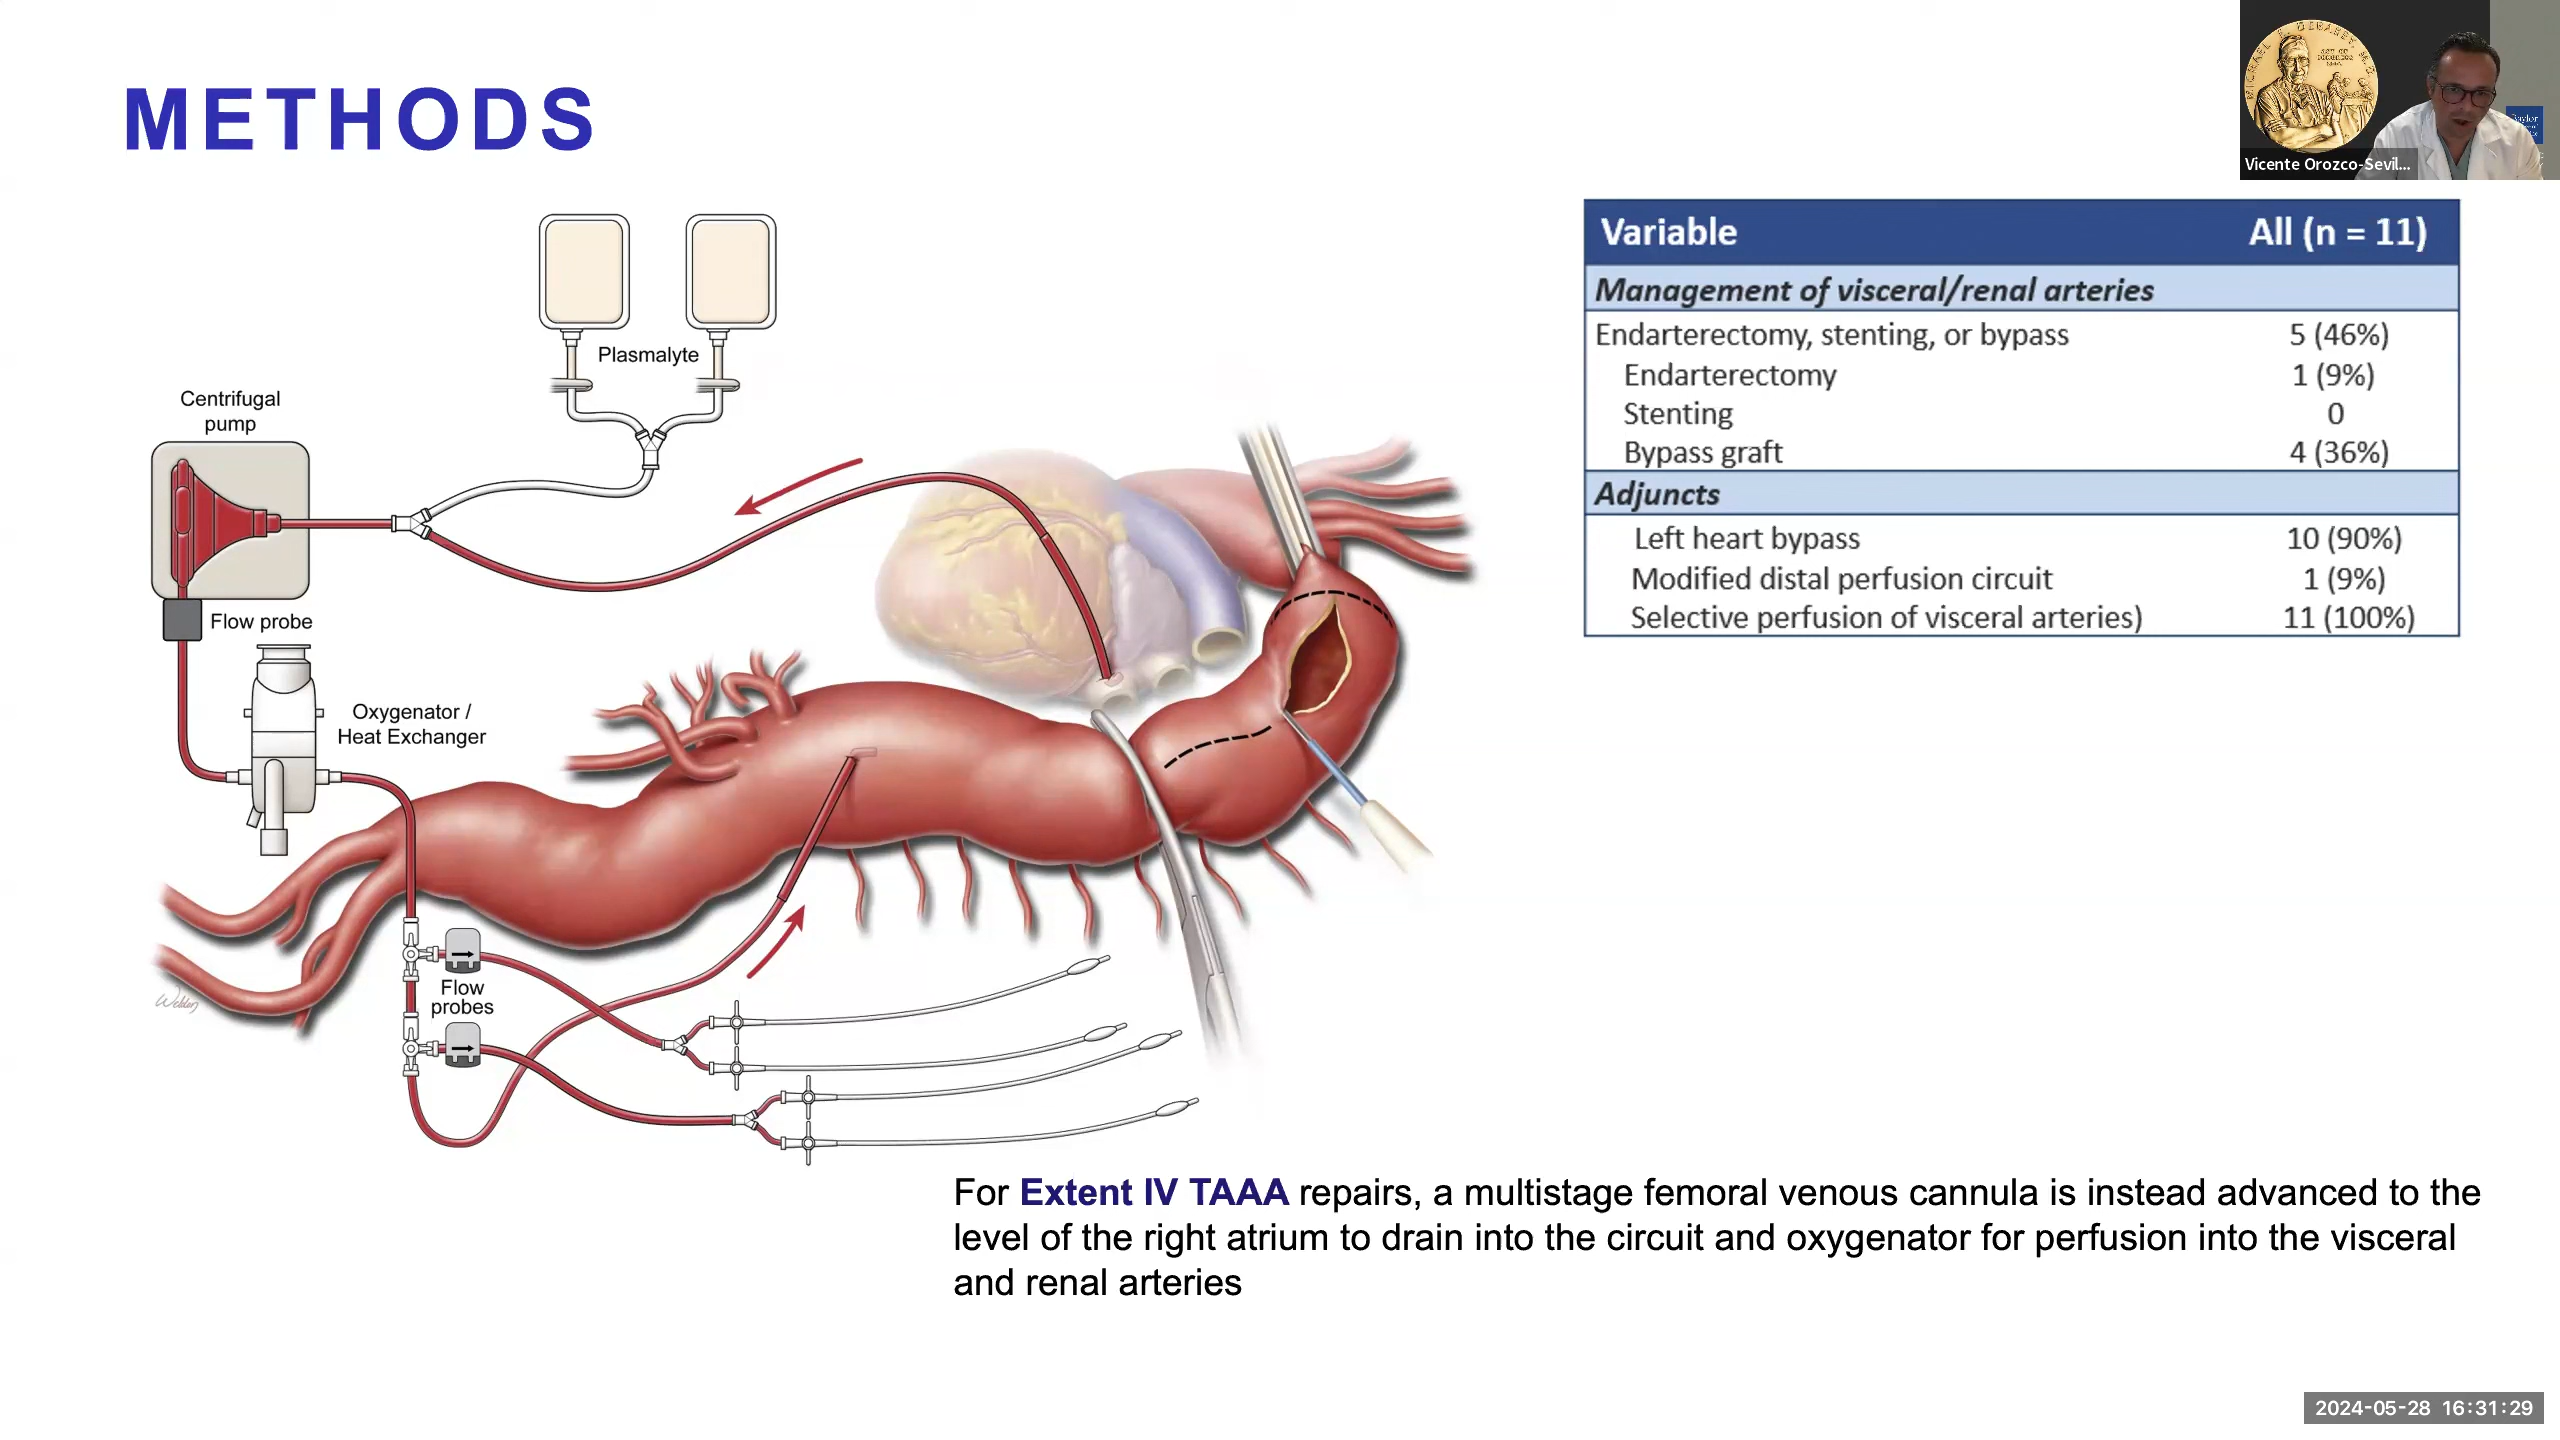 METHODS
Vicente Orozco-Sevil...
Plasmalyte
Centrifugal
pump
Flow probe
Oxygenator /
Heat Exchanger
Flow
probes
Variable All (n = 11)
Management of visceral/renal arteries
Endarterectomy, stenting, or bypass 5 (46%)
Endarterectomy 1 (9%)
Stenting 0
Bypass graft 4 (36%)
Adjuncts
Left heart bypass 10 (90%)
Modified distal perfusion circuit 1 (9%)
Selective perfusion of visceral arteries) 11 (100%)
For Extent IV TAAA repairs, a multistage femoral venous cannula is instead advanced to the
level of the right atrium to drain into the circuit and oxygenator for perfusion into the visceral
and renal arteries
2024-05-28 16:31:29